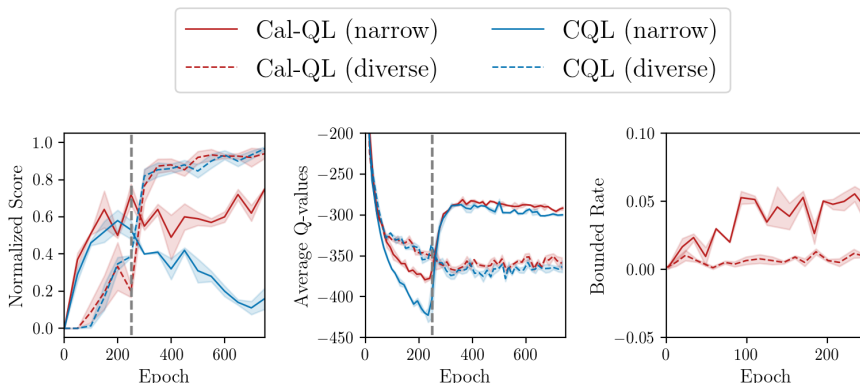 Cal-QL (narrow)
CQL (narrow)
Cal-QL (diverse)
CQL (diverse)
Normalized Score
1.0
0.8
0.6
0.4
0.2
0.0
0
200
400
600
Epoch
Average Q-values
−200
−250
−300
−350
−400
−450
0
200
400
600
Epoch
Bounded Rate
0.10
0.05
0.00
−0.05
0
100
200
Epoch